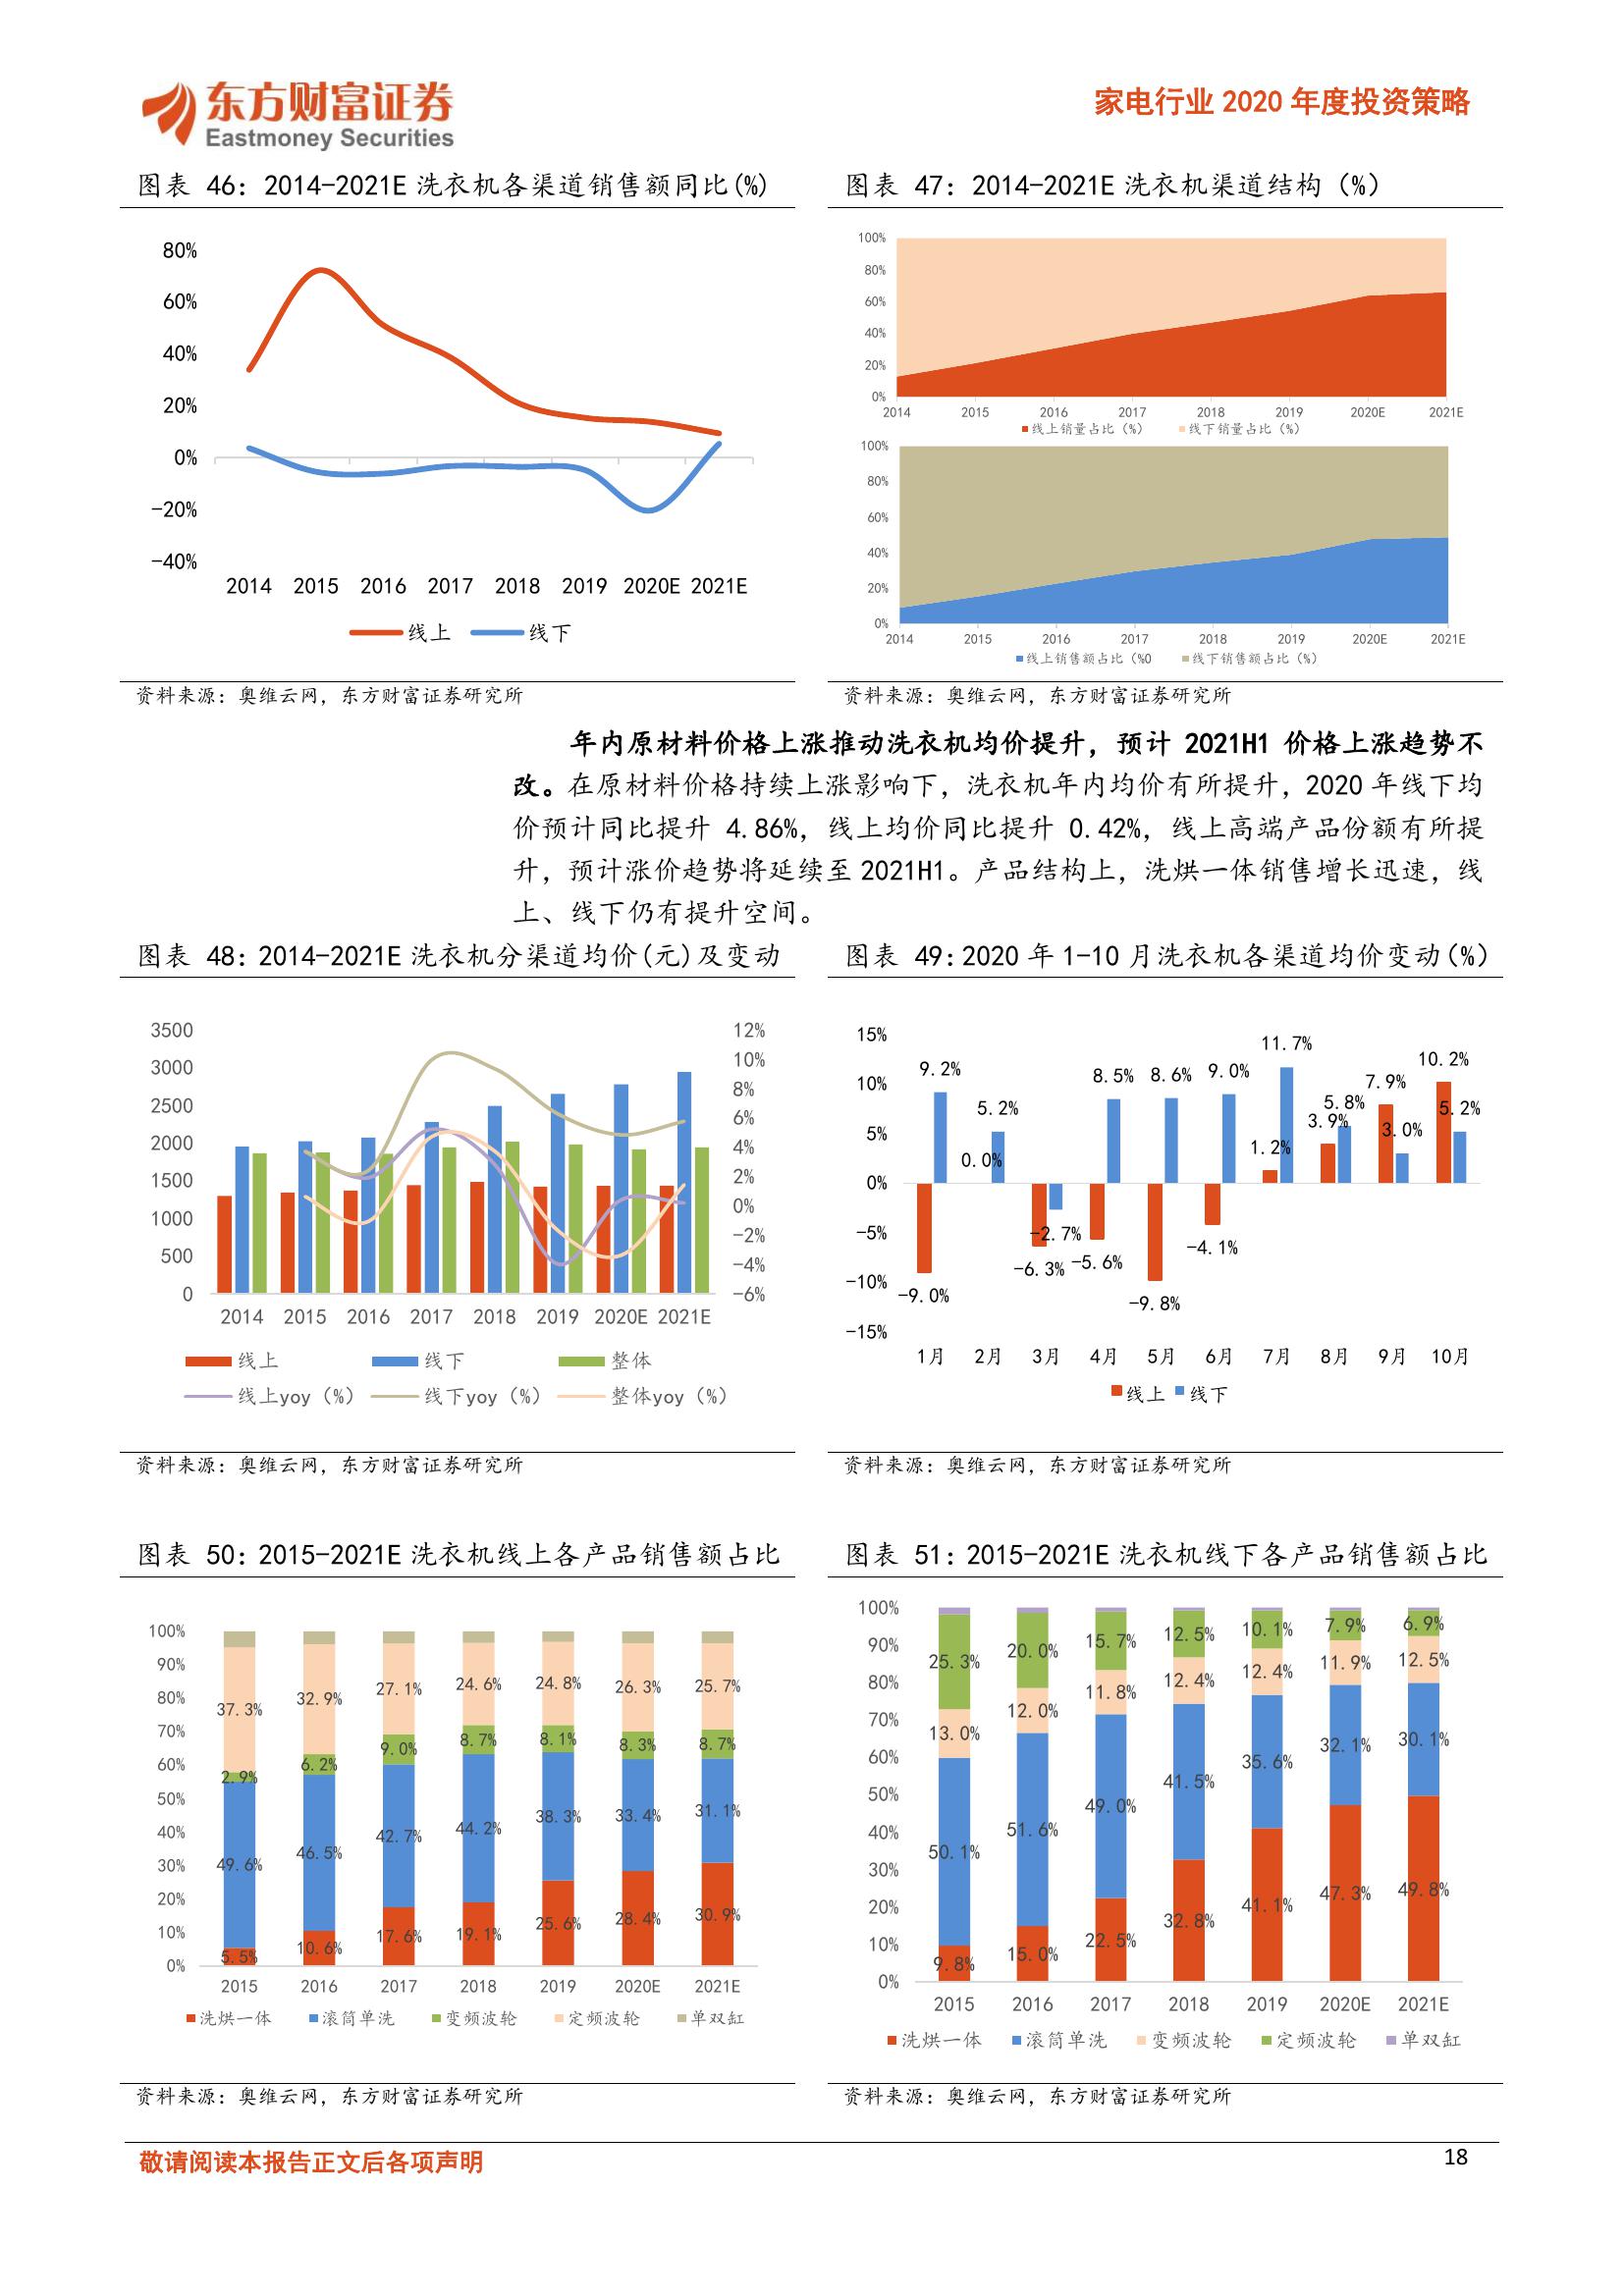 东方财富证券
Eastmoney Securities
家电行业 2020 年度投资策略
图表 46：2014-2021E 洗衣机各渠道销售额同比(%)
80%
60%
40%
20%
0%
-20%
-40%
2014 2015 2016 2017 2018 2019 2020E 2021E
线上 线下
资料来源：奥维云网，东方财富证券研究所
图表 47：2014-2021E 洗衣机渠道结构（%）
100%
80%
60%
40%
20%
0%
2014 2015 2016 2017 2018 2019 2020E 2021E
线上销量占比（%） 线下销量占比（%）
100%
80%
60%
40%
20%
0%
2014 2015 2016 2017 2018 2019 2020E 2021E
线上销售额占比（%0 线下销售额占比（%）
资料来源：奥维云网，东方财富证券研究所
年内原材料价格上涨推动洗衣机均价提升，预计 2021H1 价格上涨趋势不
改。在原材料价格持续上涨影响下，洗衣机年内均价有所提升，2020 年线下均
价预计同比提升 4.86%，线上均价同比提升 0.42%，线上高端产品份额有所提
升，预计涨价趋势将延续至 2021H1。产品结构上，洗烘一体销售增长迅速，线
上、线下仍有提升空间。
图表 48：2014-2021E 洗衣机分渠道均价(元)及变动
3500
3000
2500
2000
1500
1000
500
0
12%
10%
8%
6%
4%
2%
0%
-2%
-4%
-6%
2014 2015 2016 2017 2018 2019 2020E 2021E
线上 线下 整体
线上yoy（%） 线下yoy（%） 整体yoy（%）
资料来源：奥维云网，东方财富证券研究所
图表 49：2020 年 1-10 月洗衣机各渠道均价变动(%)
15%
10%
5%
0%
-5%
-10%
-15%
-9.0% 0.0% -6.3% -5.6% -9.8% -4.1% 1.2% 3.9% 7.9% 10.2%
9.2% 5.2% -2.7% 8.5% 8.6% 9.0% 11.7% 5.8% 3.0% 5.2%
1月 2月 3月 4月 5月 6月 7月 8月 9月 10月
线上 线下
资料来源：奥维云网，东方财富证券研究所
图表 50：2015-2021E 洗衣机线上各产品销售额占比
100%
90%
80%
70%
60%
50%
40%
30%
20%
10%
0%
37.3% 32.9% 27.1% 24.6% 24.8% 26.3% 25.7%
2.9% 6.2% 9.0% 8.7% 8.1% 8.3% 8.7%
49.6% 46.5% 42.7% 44.2% 38.3% 33.4% 31.1%
5.5% 10.6% 17.6% 19.1% 25.6% 28.4% 30.9%
2015 2016 2017 2018 2019 2020E 2021E
洗烘一体 滚筒单洗 变频波轮 定频波轮 单双缸
资料来源：奥维云网，东方财富证券研究所
图表 51：2015-2021E 洗衣机线下各产品销售额占比
100%
90%
80%
70%
60%
50%
40%
30%
20%
10%
0%
25.3% 20.0% 15.7% 12.5% 10.1% 7.9% 6.9%
13.0% 12.0% 11.8% 12.4% 12.4% 11.9% 12.5%
50.1% 51.6% 49.0% 41.5% 35.6% 32.1% 30.1%
9.8% 15.0% 22.5% 32.8% 41.1% 47.3% 49.8%
2015 2016 2017 2018 2019 2020E 2021E
洗烘一体 滚筒单洗 变频波轮 定频波轮 单双缸
资料来源：奥维云网，东方财富证券研究所
敬请阅读本报告正文后各项声明
18